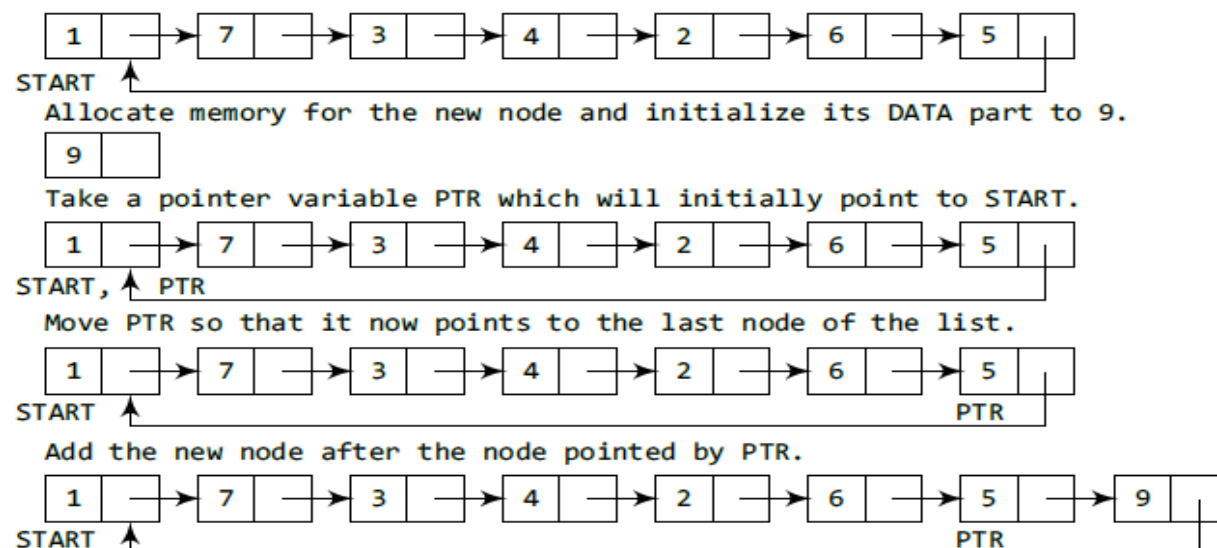 1 7 3 4 2 6 5
START
Allocate memory for the new node and initialize its DATA part to 9.
9
Take a pointer variable PTR which will initially point to START.
1 7 3 4 2 6 5
START, PTR
Move PTR so that it now points to the last node of the list.
1 7 3 4 2 6 5
START PTR
Add the new node after the node pointed by PTR.
1 7 3 4 2 6 5 9
START PTR